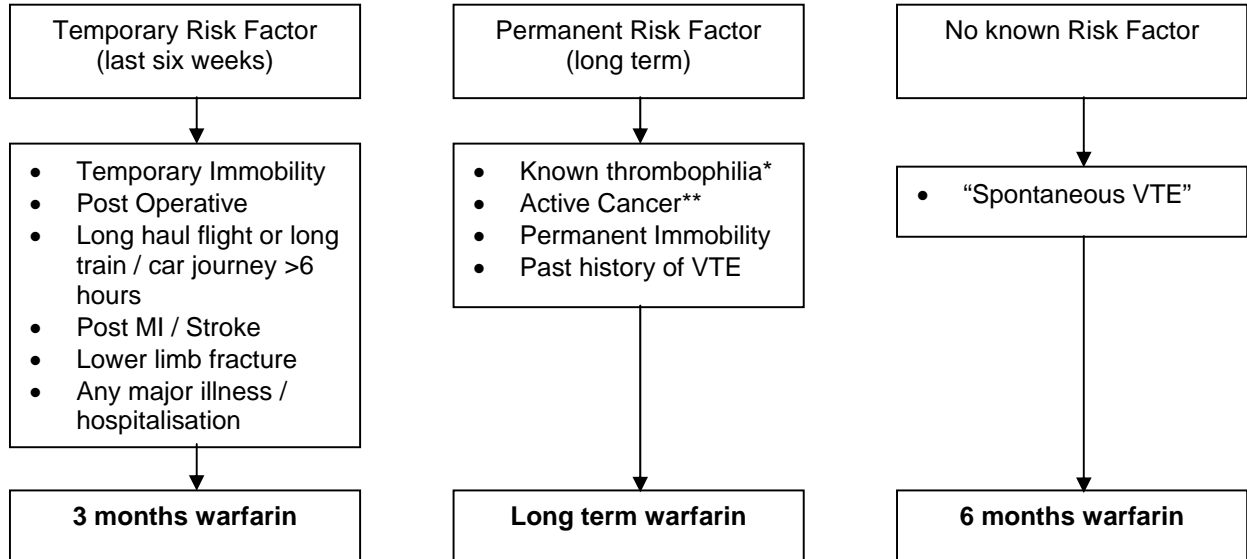 Temporary Risk Factor
(last six weeks)
• Temporary Immobility
• Post Operative
• Long haul flight or long
train / car journey >6
hours
• Post MI / Stroke
• Lower limb fracture
• Any major illness /
hospitalisation
3 months warfarin
Permanent Risk Factor
(long term)
• Known thrombophilia*
• Active Cancer**
• Permanent Immobility
• Past history of VTE
Long term warfarin
No known Risk Factor
• “Spontaneous VTE”
6 months warfarin